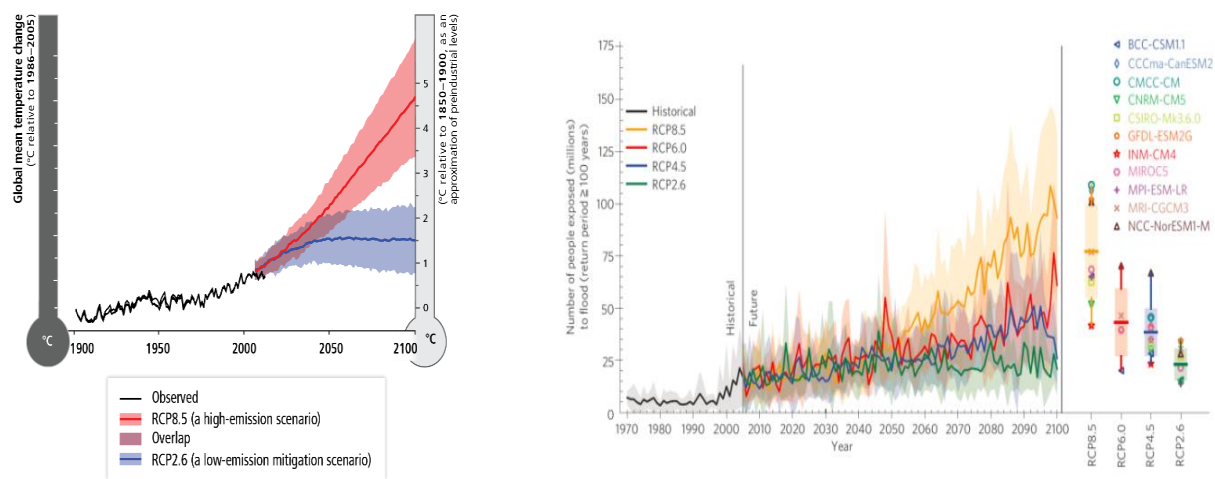 Global mean temperature change
(°C relative to 1986–2005)
(°C relative to 1850–1900, as an
approximation of preindustrial levels)
5
4
3
2
1
0
°C
°C
1900
1950
2000
2050
2100
Observed
RCP8.5 (a high-emission scenario)
Overlap
RCP2.6 (a low-emission mitigation scenario)
Number of people exposed (millions)
to flood (return period ≥ 100 years)
175
150
125
100
75
50
25
0
Historical
RCP8.5
RCP6.0
RCP4.5
RCP2.6
Historical
Future
1970 1980 1990 2000 2010 2020 2030 2040 2050 2060 2070 2080 2090 2100
Year
BCC-CSM1.1
CCCma-CanESM2
CMCC-CM
CNRM-CM5
CSIRO-Mk3.6.0
GFDL-ESM2G
INM-CM4
MIROC5
MPI-ESM-LR
MRI-CGCM3
NCC-NorESM1-M
RCP8.5
RCP6.0
RCP4.5
RCP2.6